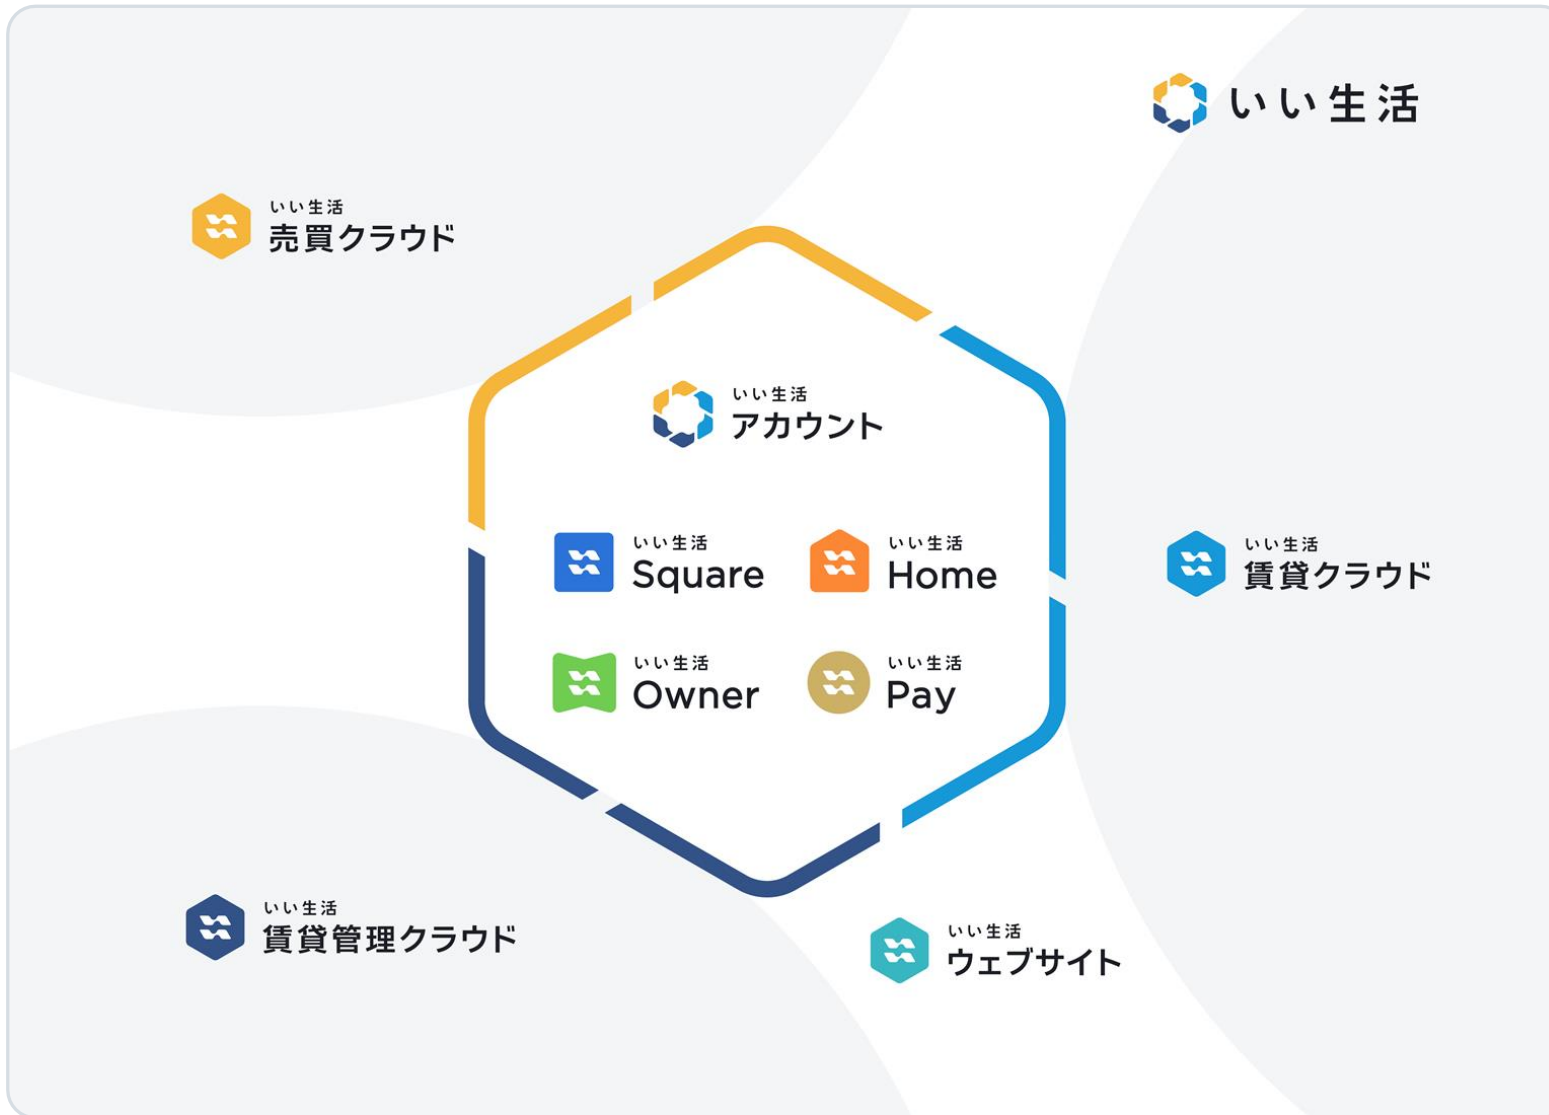 いい生活
いい生活
売買クラウド
いい生活
アカウント
いい生活
Square
いい生活
Home
いい生活
賃貸クラウド
いい生活
Owner
いい生活
Pay
いい生活
賃貸管理クラウド
いい生活
ウェブサイト